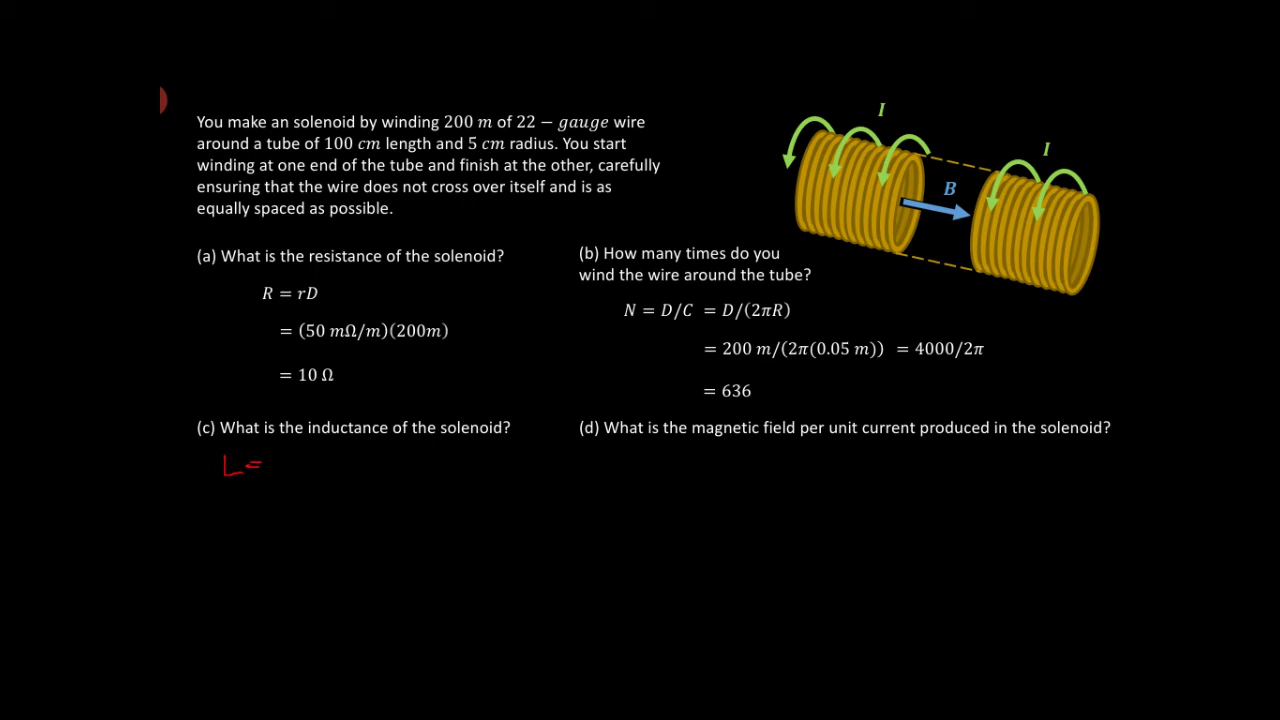 You make an solenoid by winding 200 m of 22 − gauge wire
around a tube of 100 cm length and 5 cm radius. You start
winding at one end of the tube and finish at the other, carefully
ensuring that the wire does not cross over itself and is as
equally spaced as possible.
I
I
B
(a) What is the resistance of the solenoid?
R = rD
= (50 mΩ/m)(200m)
= 10 Ω
(b) How many times do you
wind the wire around the tube?
N = D/C = D/(2πR)
= 200 m/(2π(0.05 m)) = 4000/2π
= 636
(c) What is the inductance of the solenoid?
L=
(d) What is the magnetic field per unit current produced in the solenoid?